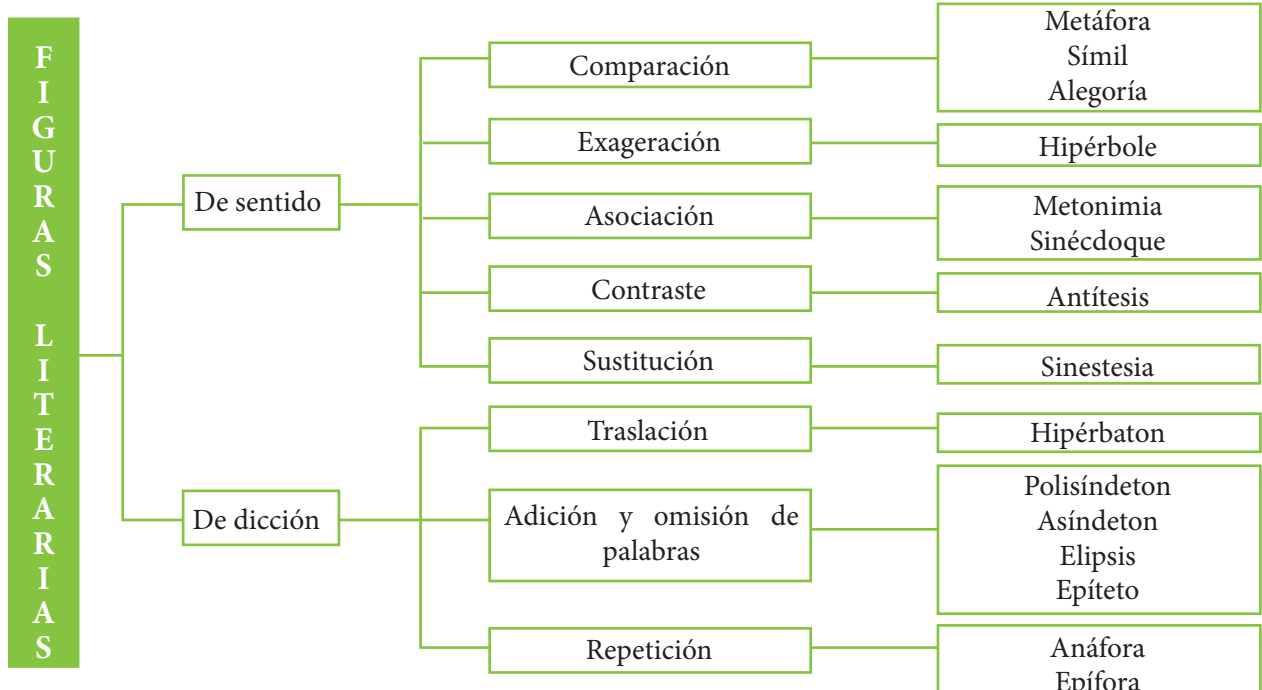 FIGURAS LITERARIAS
De sentido
Comparación
Metáfora
Símil
Alegoría
Exageración
Hipérbole
Asociación
Metonimia
Sinécdoque
Contraste
Antítesis
Sustitución
Sinestesia
De dicción
Traslación
Hipérbaton
Adición y omisión de
palabras
Polisíndeton
Asíndeton
Elipsis
Epíteto
Repetición
Anáfora
Epífora